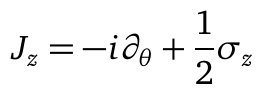 $J_z = -i\partial_\theta + \frac{1}{2}\sigma_z$